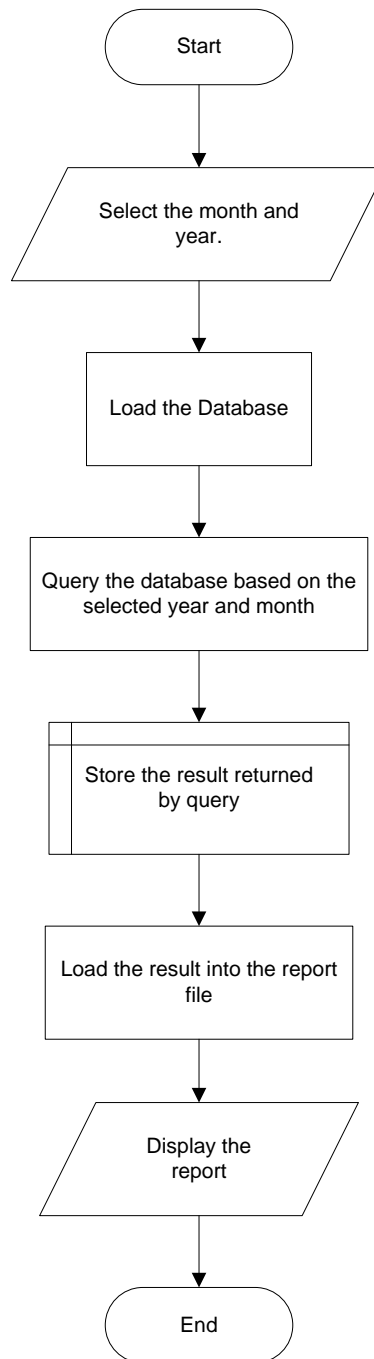 Start
Select the month and
year.
Load the Database
Query the database based on the
selected year and month
Store the result returned
by query
Load the result into the report
file
Display the
report
End